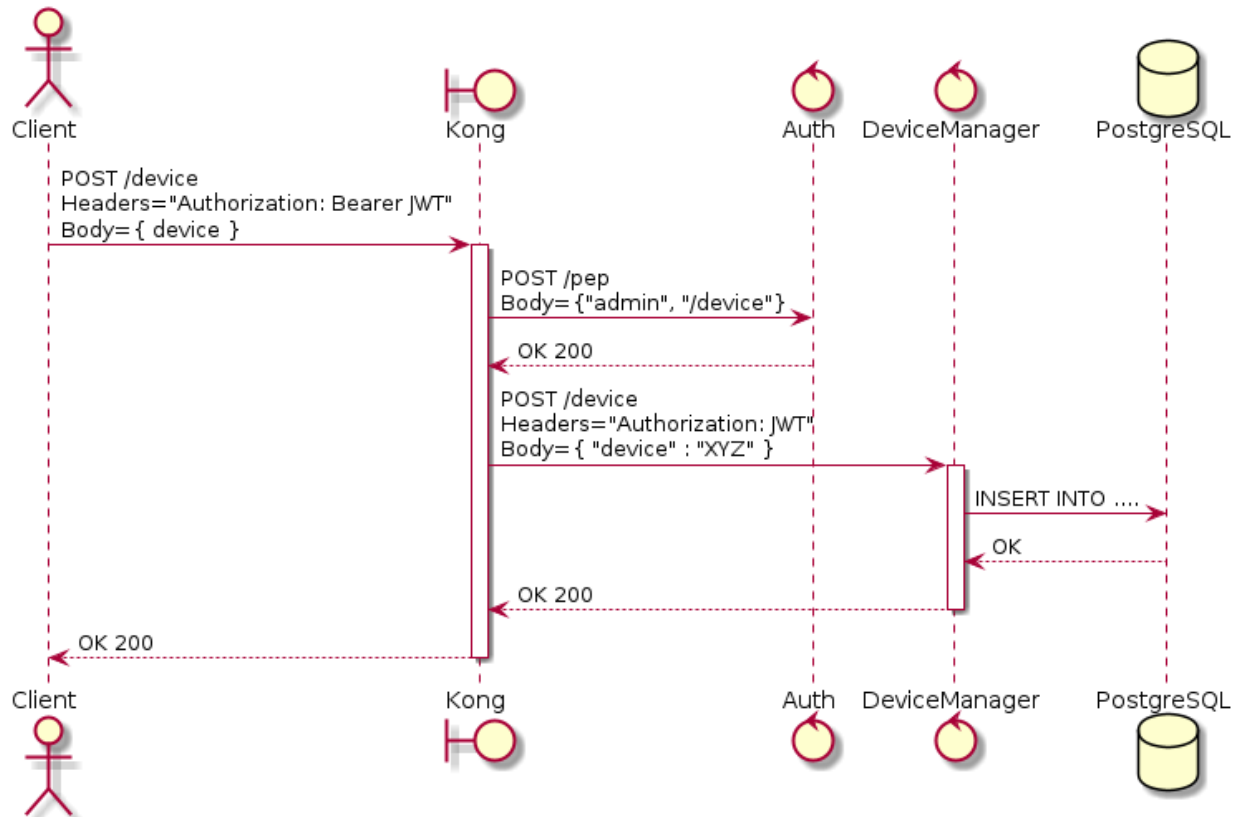 Client
Kong
Auth
DeviceManager
PostgreSQL
POST /device
Headers="Authorization: Bearer JWT"
Body={ device }
POST /pep
Body={"admin", "/device"}
OK 200
POST /device
Headers="Authorization: JWT"
Body={ "device" : "XYZ" }
INSERT INTO ....
OK
OK 200
OK 200
Client
Kong
Auth
DeviceManager
PostgreSQL